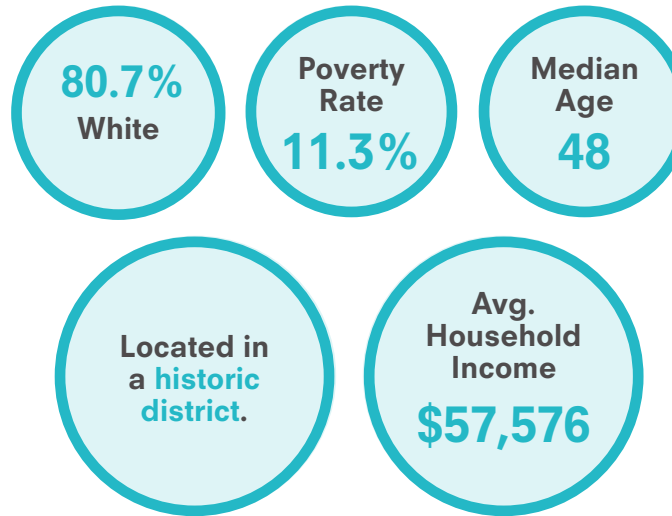 80.7%
White
Poverty
Rate
11.3%
Median
Age
48
Located in
a historic
district.
Avg.
Household
Income
$57,576